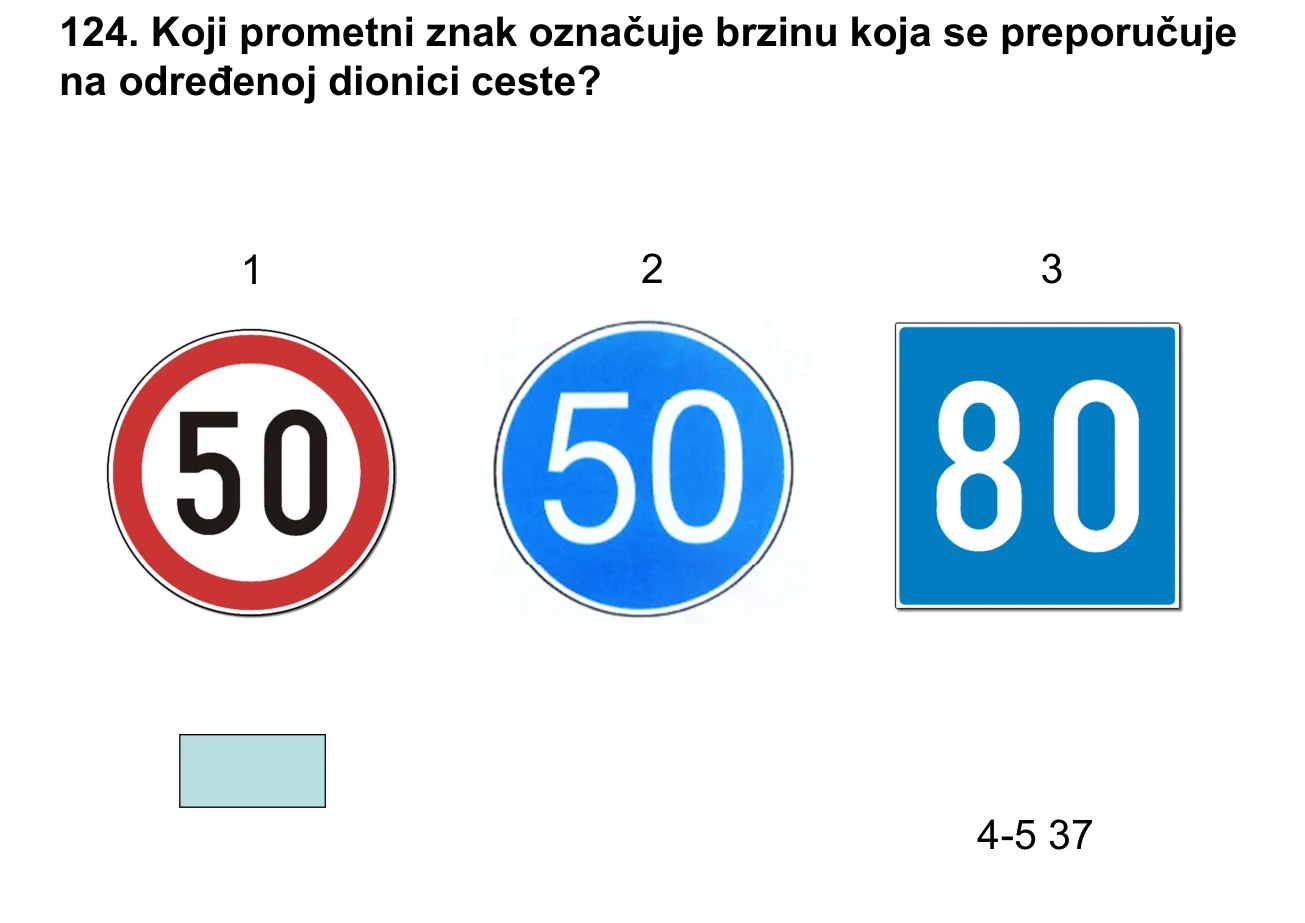 124. Koji prometni znak označuje brzinu koja se preporučuje
na određenoj dionici ceste?
1 2 3
50 50 80
4-5 37